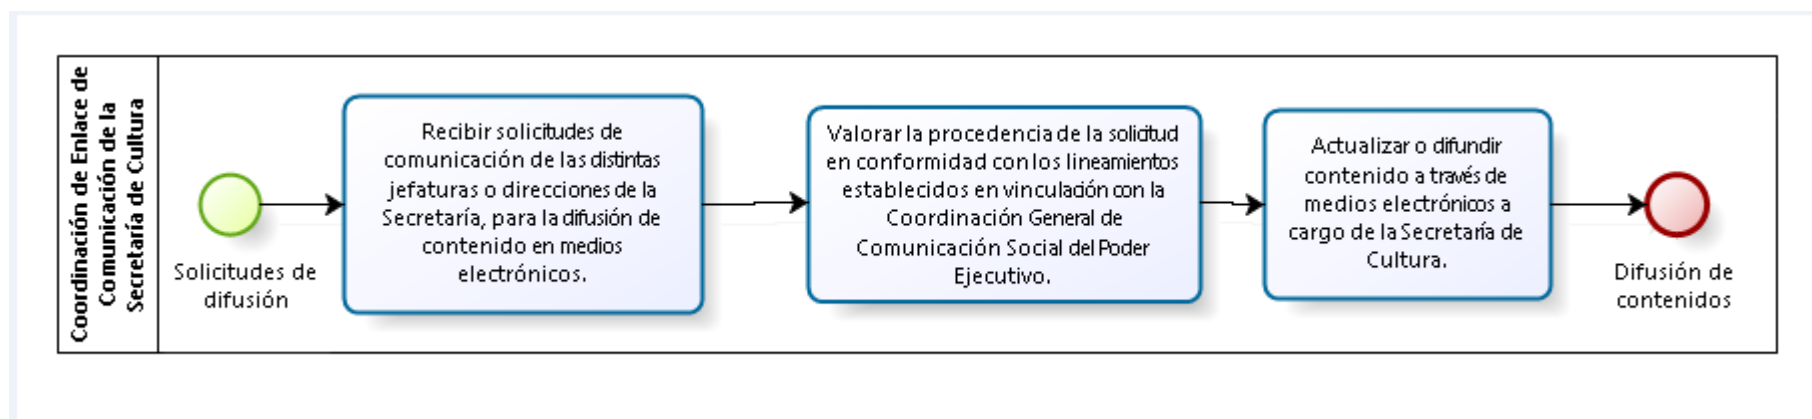 Coordinación de Enlace de
Comunicación de la
Secretaría de Cultura
Solicitudes de
difusión
Recibir solicitudes de
comunicación de las distintas
jefaturas o direcciones de la
Secretaría, para la difusión de
contenido en medios
electrónicos.
Valorar la procedencia de la solicitud
en conformidad con los lineamientos
establecidos en vinculación con la
Coordinación General de
Comunicación Social del Poder
Ejecutivo.
Actualizar o difundir
contenido a través de
medios electrónicos a
cargo de la Secretaría de
Cultura.
Difusión de
contenidos